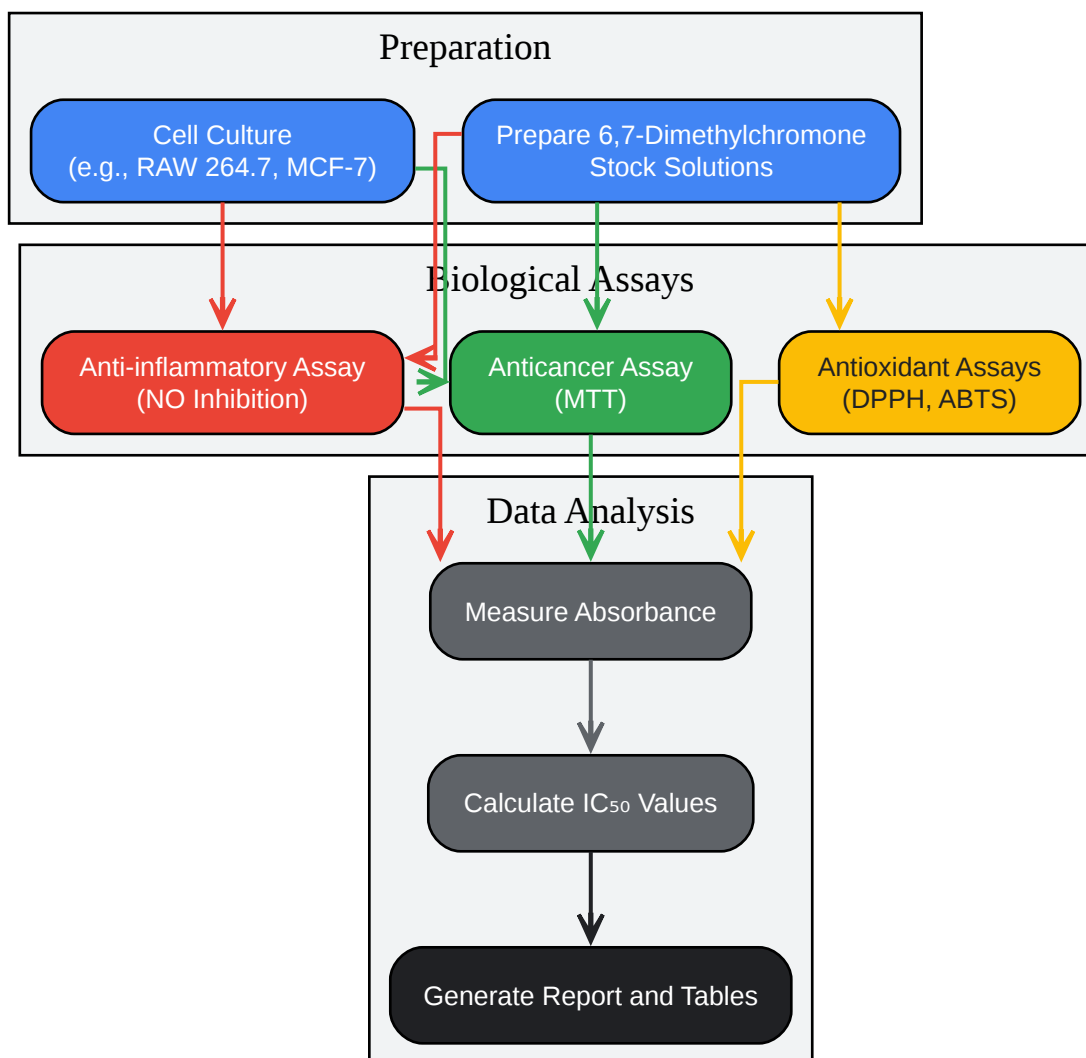 Preparation
Cell Culture
(e.g., RAW 264.7, MCF-7)
Prepare 6,7-Dimethylchromone
Stock Solutions
Biological Assays
Anti-inflammatory Assay
(NO Inhibition)
Anticancer Assay
(MTT)
Antioxidant Assays
(DPPH, ABTS)
Data Analysis
Measure Absorbance
Calculate IC₅₀ Values
Generate Report and Tables